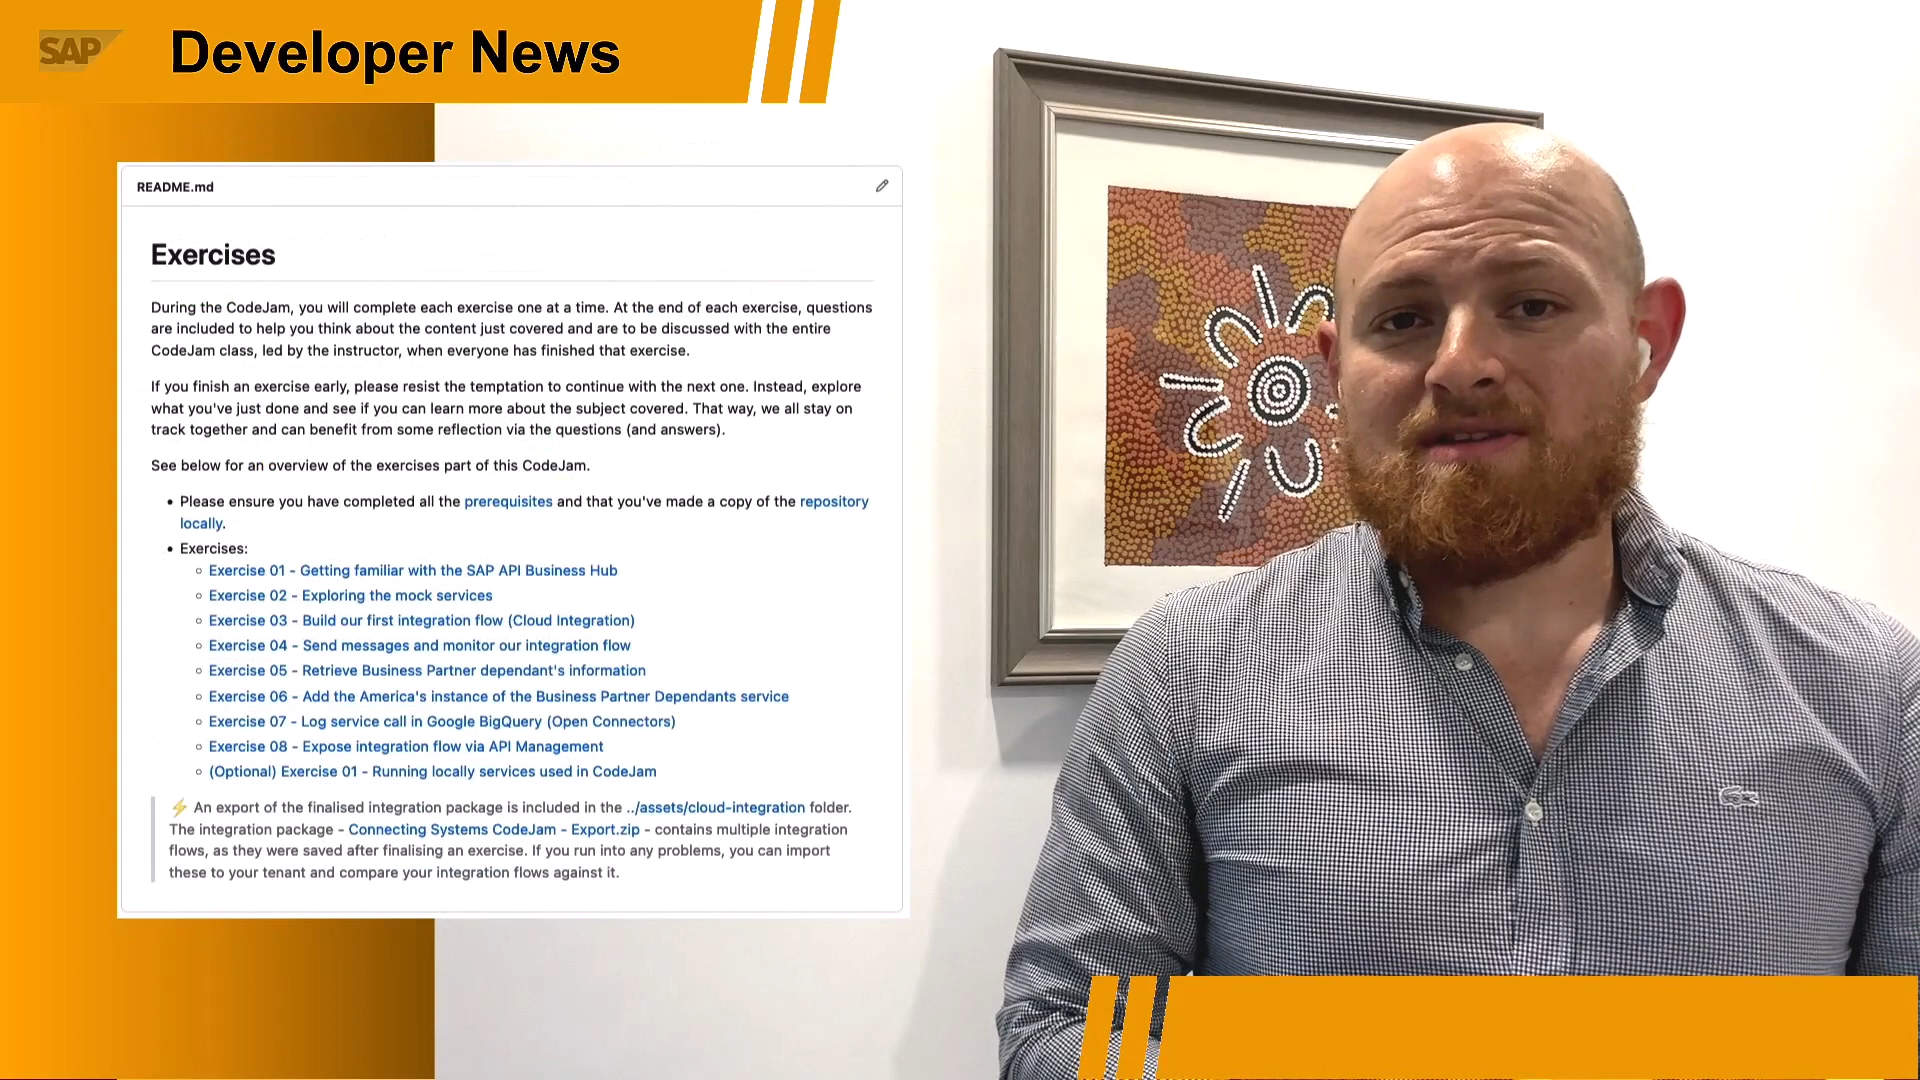 SAP Developer News
README.md
Exercises
During the CodeJam, you will complete each exercise one at a time. At the end of each exercise, questions
are included to help you think about the content just covered and are to be discussed with the entire
CodeJam class, led by the instructor, when everyone has finished that exercise.
If you finish an exercise early, please resist the temptation to continue with the next one. Instead, explore
what you've just done and see if you can learn more about the subject covered. That way, we all stay on
track together and can benefit from some reflection via the questions (and answers).
See below for an overview of the exercises part of this CodeJam.
• Please ensure you have completed all the prerequisites and that you've made a copy of the repository
locally.
• Exercises:
◦ Exercise 01 - Getting familiar with the SAP API Business Hub
◦ Exercise 02 - Exploring the mock services
◦ Exercise 03 - Build our first integration flow (Cloud Integration)
◦ Exercise 04 - Send messages and monitor our integration flow
◦ Exercise 05 - Retrieve Business Partner dependant's information
◦ Exercise 06 - Add the America's instance of the Business Partner Dependants service
◦ Exercise 07 - Log service call in Google BigQuery (Open Connectors)
◦ Exercise 08 - Expose integration flow via API Management
◦ (Optional) Exercise 01 - Running locally services used in CodeJam
⚡ An export of the finalised integration package is included in the ../assets/cloud-integration folder.
The integration package - Connecting Systems CodeJam - Export.zip - contains multiple integration
flows, as they were saved after finalising an exercise. If you run into any problems, you can import
these to your tenant and compare your integration flows against it.